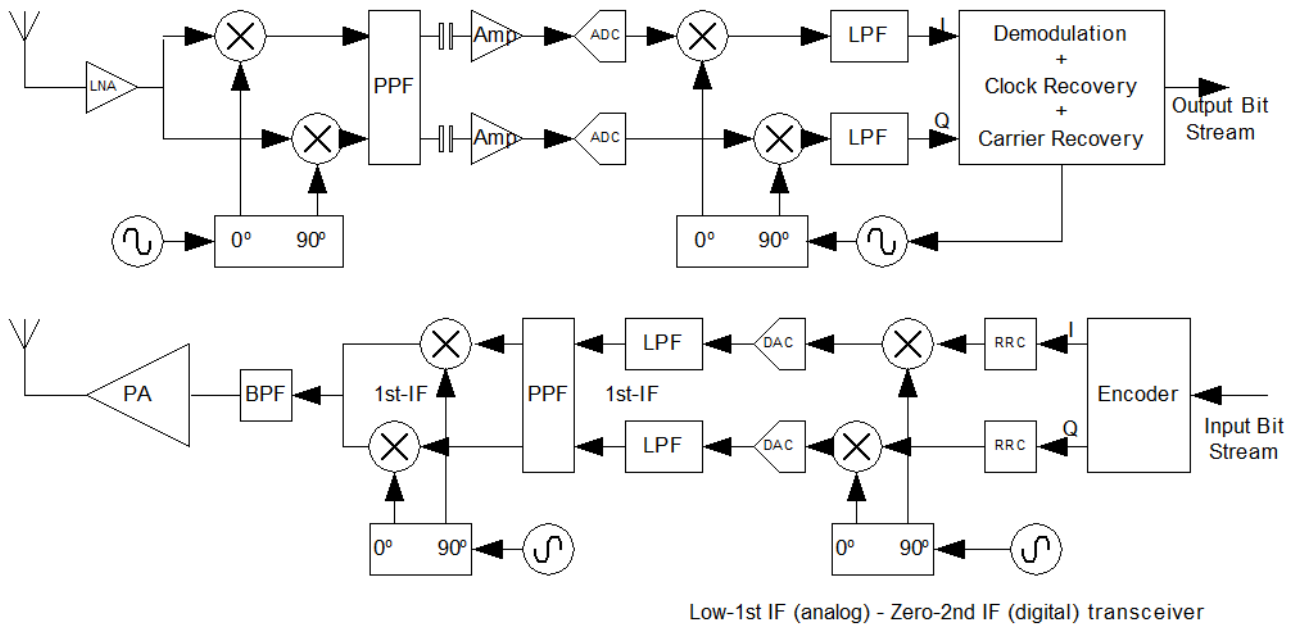 LNA
PPF
Amp
ADC
LPF
I
Demodulation
+
Clock Recovery
+
Carrier Recovery
Output Bit
Stream
Amp
ADC
LPF
Q
0º 90º
0º 90º
PA
BPF
1st-IF
PPF
1st-IF
LPF
DAC
RRC
I
Encoder
Input Bit
Stream
LPF
DAC
RRC
Q
0º 90º
0º 90º
Low-1st IF (analog) - Zero-2nd IF (digital) transceiver